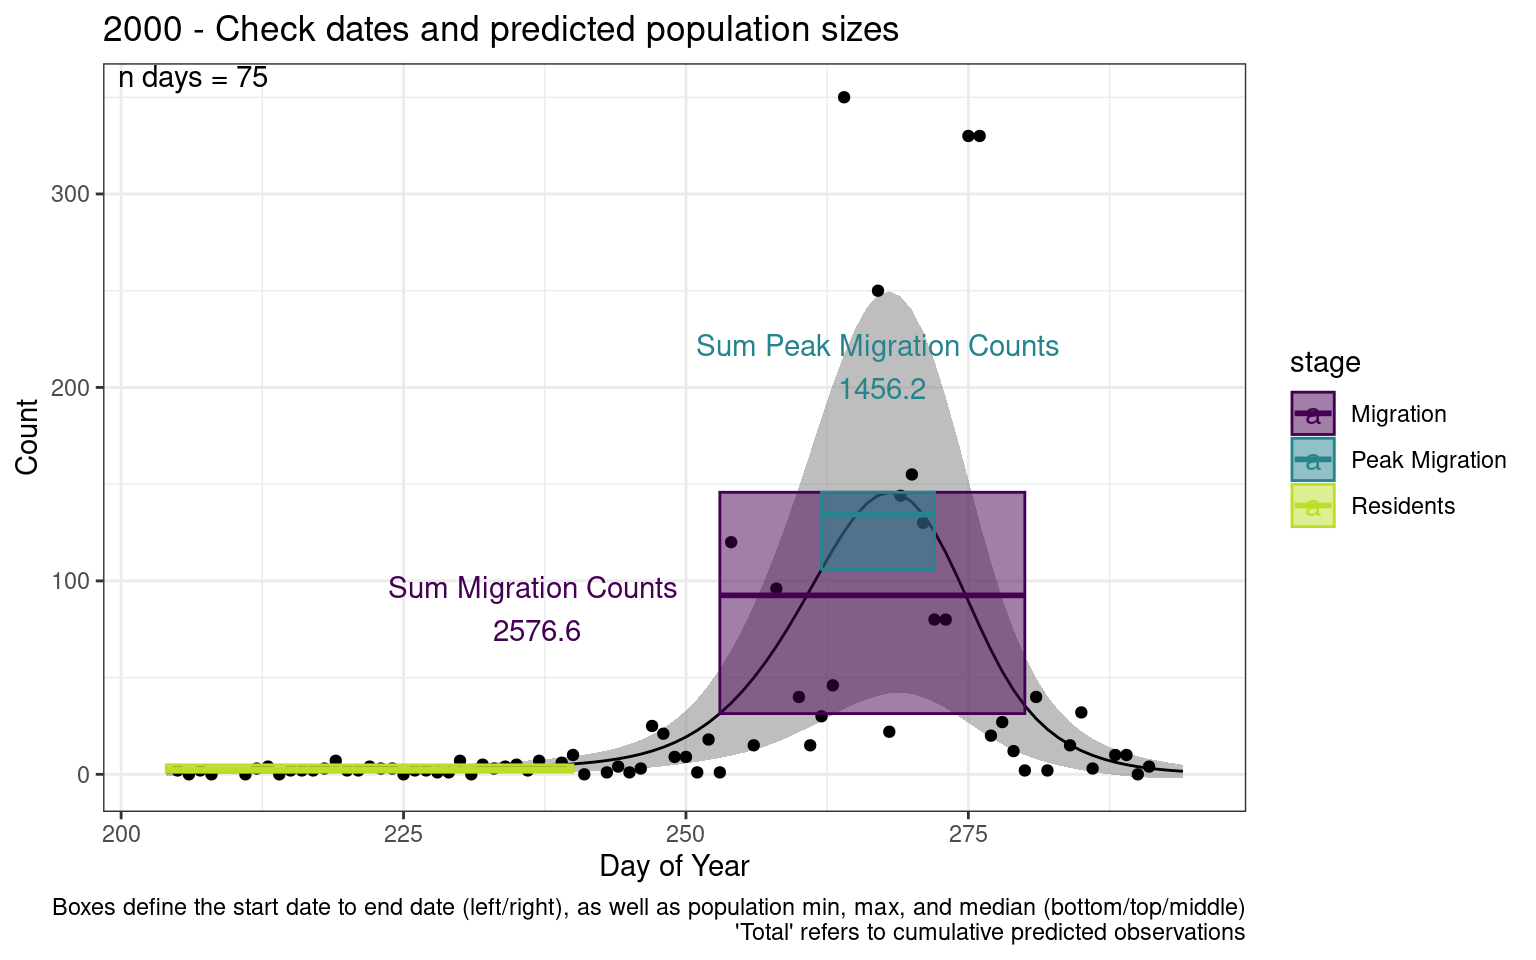 2000 - Check dates and predicted population sizes
n days = 75
300
200
100
0
Count
Sum Peak Migration Counts
1456.2
Sum Migration Counts
2576.6
200
225
250
275
Day of Year
stage
a Migration
a Peak Migration
a Residents
Boxes define the start date to end date (left/right), as well as population min, max, and median (bottom/top/middle)
'Total' refers to cumulative predicted observations